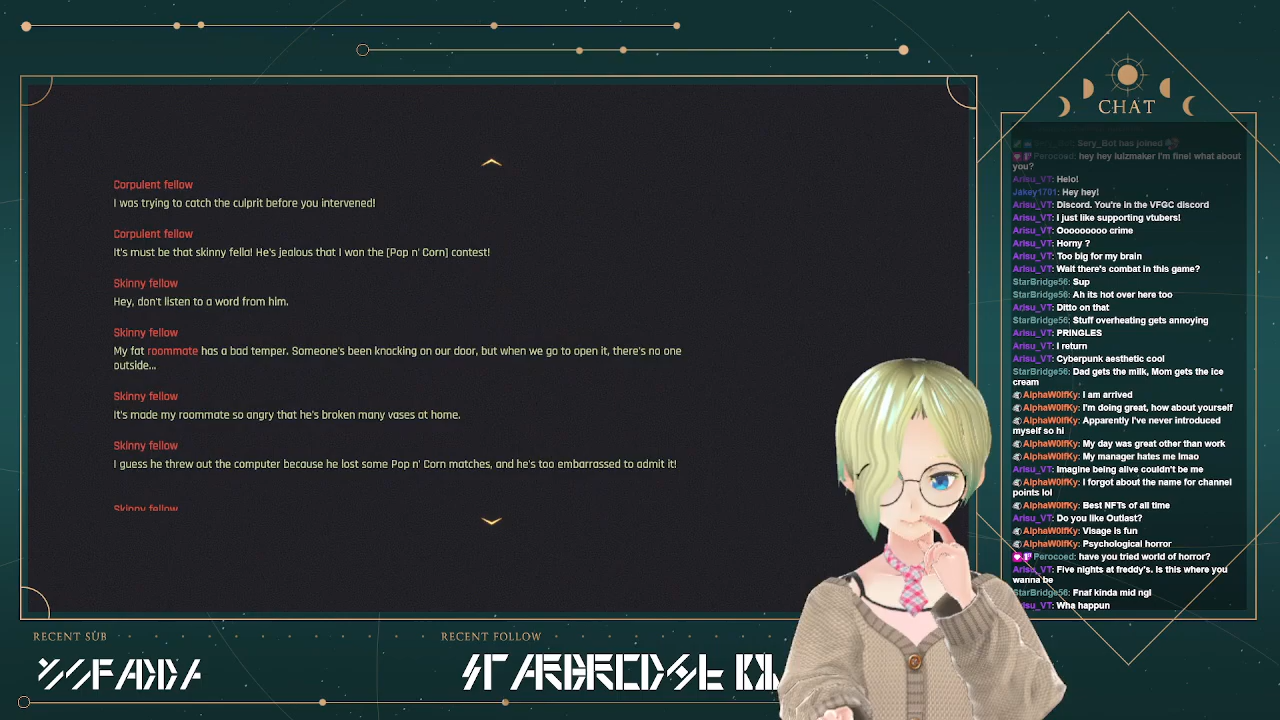 CHAT
Corpulent fellow
I was trying to catch the culprit before you intervened!
Corpulent fellow
It's must be that skinny fella! He's jealous that I won the [Pop n' Corn] contest!
Skinny fellow
Hey, don't listen to a word from him.
Skinny fellow
My fat roommate has a bad temper. Someone's been knocking on our door, but when we go to open it, there's no one
outside...
Skinny fellow
It's made my roommate so angry that he's broken many vases at home.
Skinny fellow
I guess he threw out the computer because he lost some Pop n' Corn matches, and he's too embarrassed to admit it!
Skinny fellow
Sery_Bot: Sery_Bot has joined
Perocoed: hey hey luizmaker I'm fine! what about
you?
Arisu_VT: Helo!
Jakey1701: Hey hey!
Arisu_VT: Discord. You're in the VFGC discord
Arisu_VT: I just like supporting vtubers!
Arisu_VT: Ooooooooo crime
Arisu_VT: Horny ?
Arisu_VT: Too big for my brain
Arisu_VT: Wait there's combat in this game?
StarBridge56: Sup
StarBridge56: Ah its hot over here too
Arisu_VT: Ditto on that
StarBridge56: Stuff overheating gets annoying
Arisu_VT: PRINGLES
Arisu_VT: I return
Arisu_VT: Cyberpunk aesthetic cool
StarBridge56: Dad gets the milk, Mom gets the ice
cream
AlphaW0lfKy: I am arrived
AlphaW0lfKy: I'm doing great, how about yourself
AlphaW0lfKy: Apparently I've never introduced
myself so hi
AlphaW0lfKy: My day was great other than work
AlphaW0lfKy: My manager hates me lmao
Arisu_VT: Imagine being alive couldn't be me
AlphaW0lfKy: I forgot about the name for channel
points lol
AlphaW0lfKy: Best NFTs of all time
Arisu_VT: Do you like Outlast?
AlphaW0lfKy: Visage is fun
AlphaW0lfKy: Psychological horror
Perocoed: have you tried world of horror?
Arisu_VT: Five nights at freddy's. Is this where you
wanna be
StarBridge56: Fnaf kinda mid ngl
Arisu_VT: Wha happun
RECENT SUB
RECENT FOLLOW